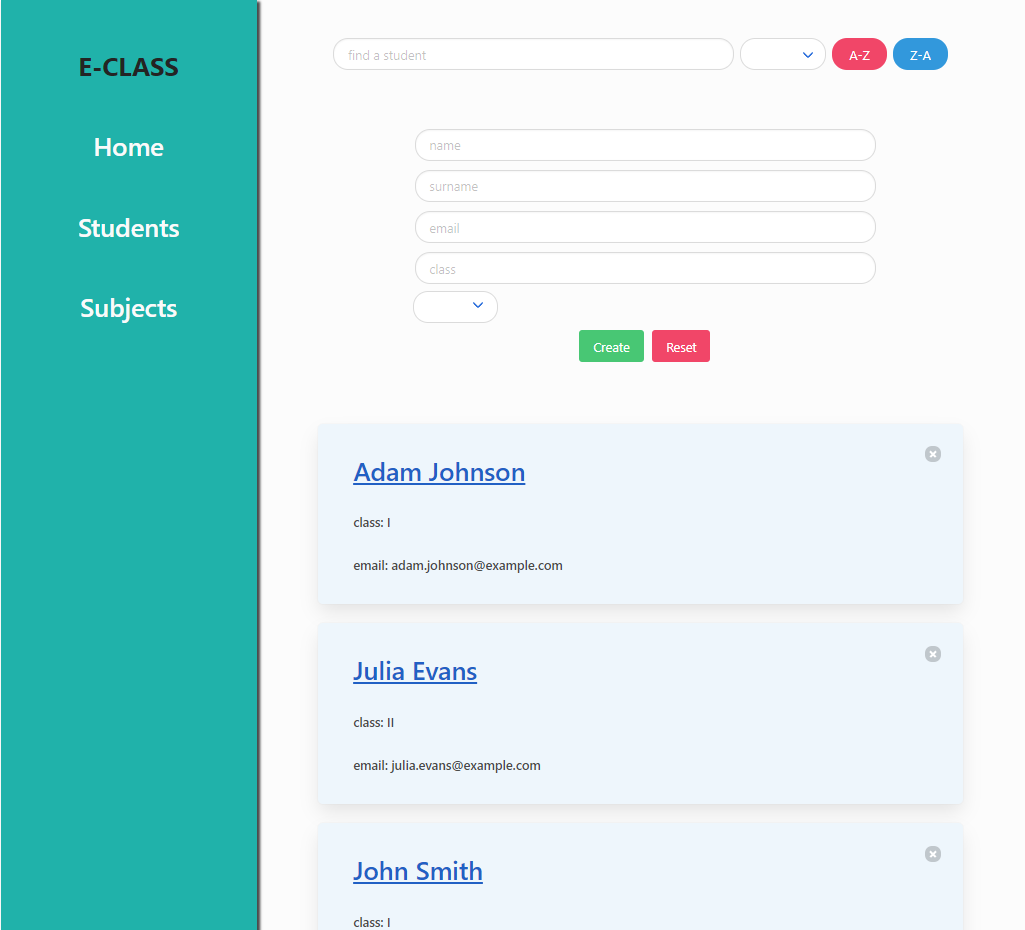 E-CLASS
Home
Students
Subjects
find a student
A-Z
Z-A
name
surname
email
class
Create
Reset
Adam Johnson
class: I
email: adam.johnson@example.com
Julia Evans
class: II
email: julia.evans@example.com
John Smith
class: I